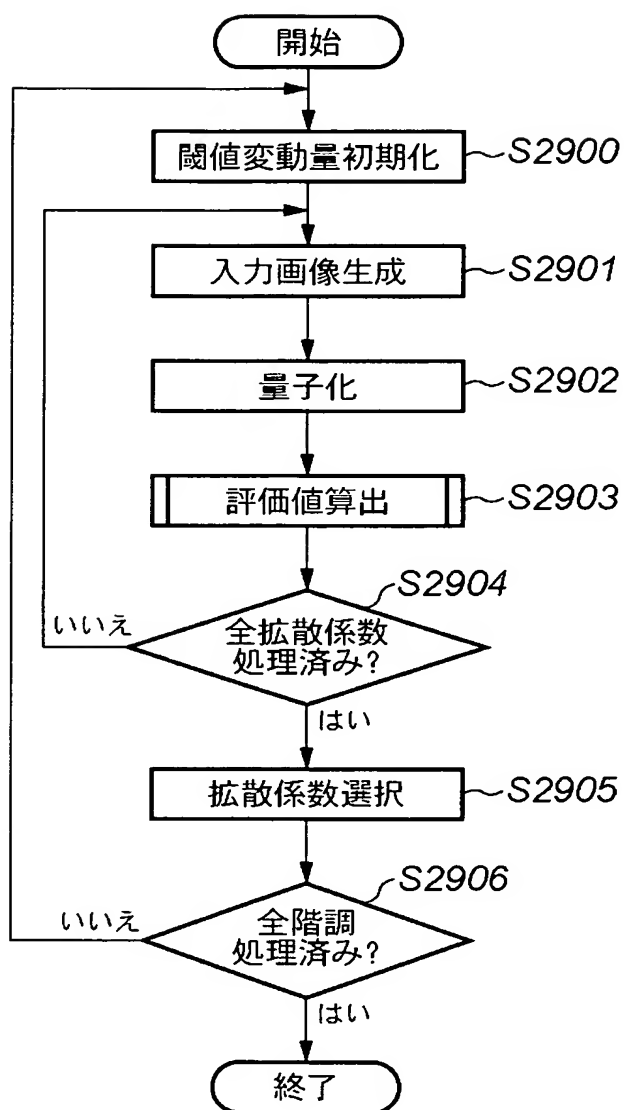 開始
閾値変動量初期化 S2900
入力画像生成 S2901
量子化 S2902
評価値算出 S2903
S2904
いいえ
全拡散係数
処理済み?
はい
拡散係数選択 S2905
S2906
いいえ
全階調
処理済み?
はい
終了